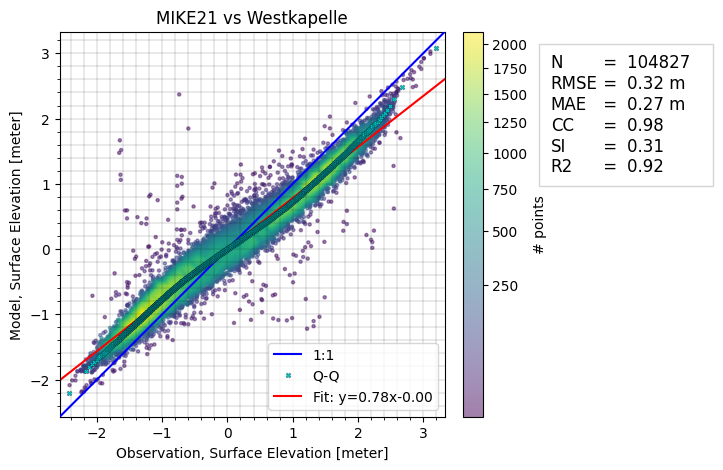 MIKE21 vs Westkapelle
3
2
1
0
−1
−2
Model, Surface Elevation [meter]
−2
−1
0
1
2
3
Observation, Surface Elevation [meter]
1:1
Q-Q
Fit: y=0.78x-0.00
2000
1750
1500
1250
1000
750
500
250
# points
N = 104827
RMSE = 0.32 m
MAE = 0.27 m
CC = 0.98
SI = 0.31
R2 = 0.92